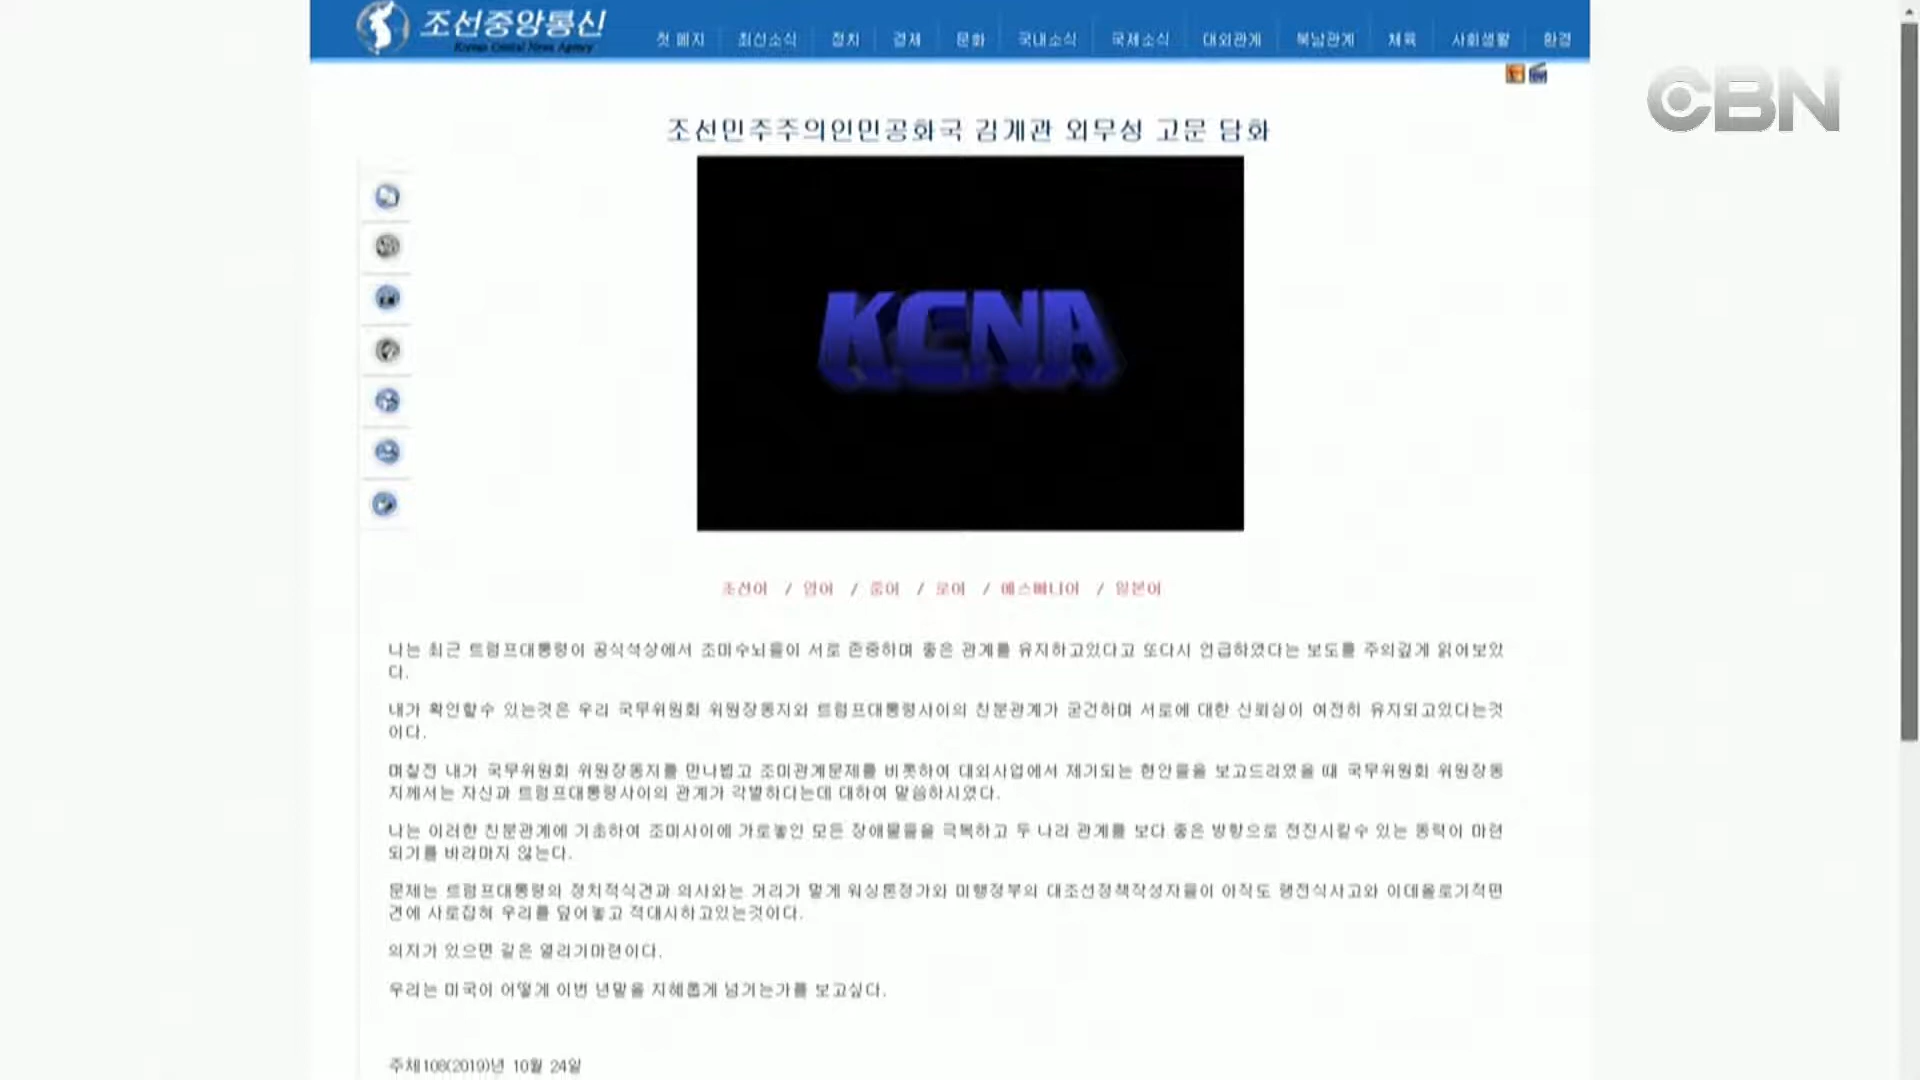 조선중앙통신
Korean Central News Agency
첫 페지 최신소식 정치 경제 문화 국내소식 국제소식 대외관계 북남관계 체육 사회생활 환경
CBN
조선민주주의인민공화국 김계관 외무성 고문 담화
KCNA
조선어 / 영어 / 중어 / 로어 / 에스빠니어 / 일본어
나는 최근 트럼프대통령이 공식석상에서 조미수뇌들이 서로 존중하며 좋은 관계를 유지하고있다고 또다시 언급하였다는 보도를 주의깊게 읽어보았
다.
내가 확인할수 있는것은 우리 국무위원회 위원장동지와 트럼프대통령사이의 친분관계가 굳건하며 서로에 대한 신뢰심이 여전히 유지되고있다는것
이다.
며칠전 내가 국무위원회 위원장동지를 만나뵙고 조미관계문제를 비롯하여 대외사업에서 제기되는 현안들을 보고드리였을 때 국무위원회 위원장동
지께서는 자신과 트럼프대통령사이의 관계가 각별하다는데 대하여 말씀하시였다.
나는 이러한 친분관계에 기초하여 조미사이에 가로놓인 모든 장애물들을 극복하고 두 나라 관계를 보다 좋은 방향으로 전진시킬수 있는 동력이 마련
되기를 바라마지 않는다.
문제는 트럼프대통령의 정치적식견과 의사와는 거리가 멀게 워싱톤정가와 미행정부의 대조선정책작성자들이 아직도 랭전식사고와 이데올로기적편
견에 사로잡혀 우리를 덮어놓고 적대시하고있는것이다.
의지가 있으면 길은 열리기마련이다.
우리는 미국이 어떻게 이번 년말을 지혜롭게 넘기는가를 보고싶다.
주체108(2019)년 10월 24일